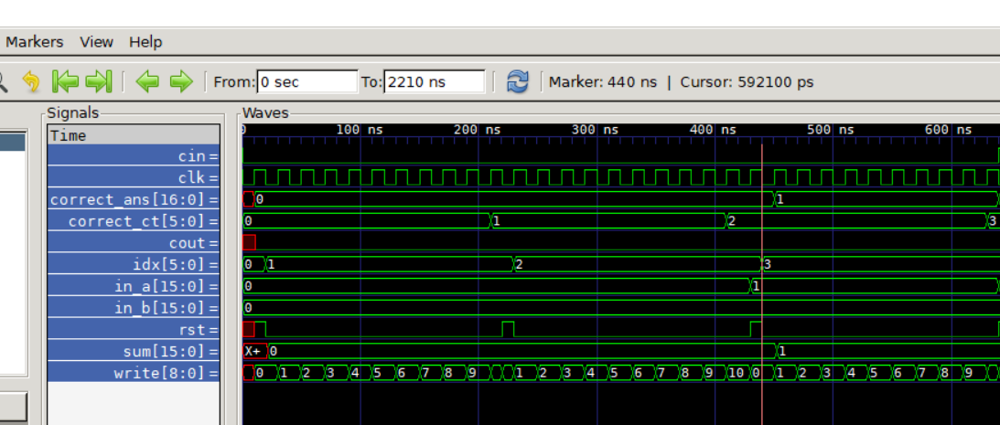 Markers View Help
From: 0 sec To: 2210 ns Marker: 440 ns | Cursor: 592100 ps
Signals Waves
Time 0 100 ns 200 ns 300 ns 400 ns 500 ns 600 ns
cin=
clk=
correct_ans[16:0] = 0 1
correct_ct[5:0] = 0 1 2 3
cout=
idx[5:0] = 0 1 2 3
in_a[15:0] = 0 1
in_b[15:0] = 0
rst=
sum[15:0] = X+ 0 1
write[8:0] = 0 1 2 3 4 5 6 7 8 9 1 2 3 4 5 6 7 8 9 10 0 1 2 3 4 5 6 7 8 9